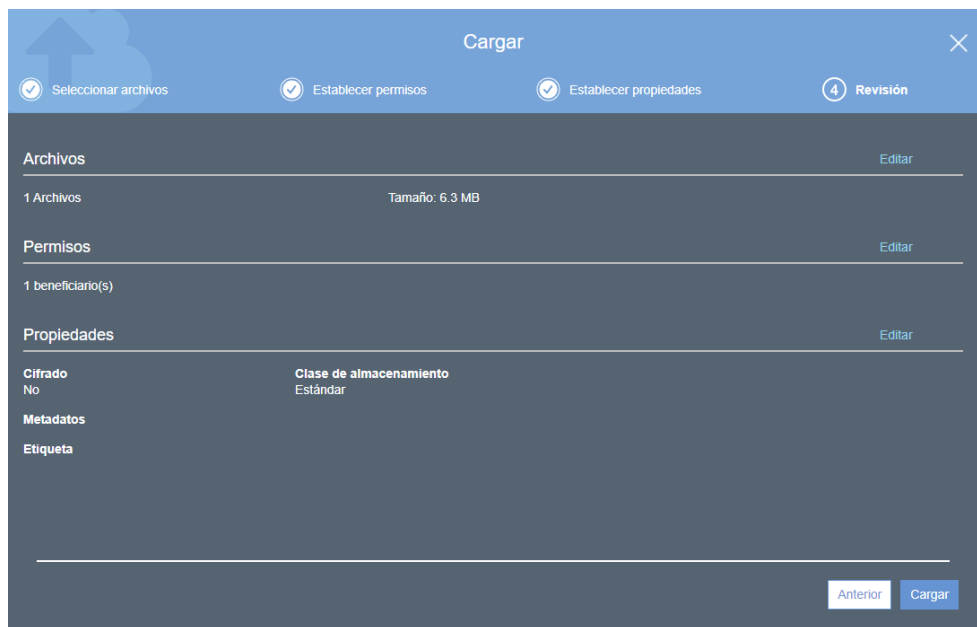 Cargar
Seleccionar archivos
Establecer permisos
Establecer propiedades
4 Revisión
Archivos Editar
1 Archivos Tamaño: 6.3 MB
Permisos Editar
1 beneficiario(s)
Propiedades Editar
Cifrado Clase de almacenamiento
No Estándar
Metadatos
Etiqueta
Anterior Cargar